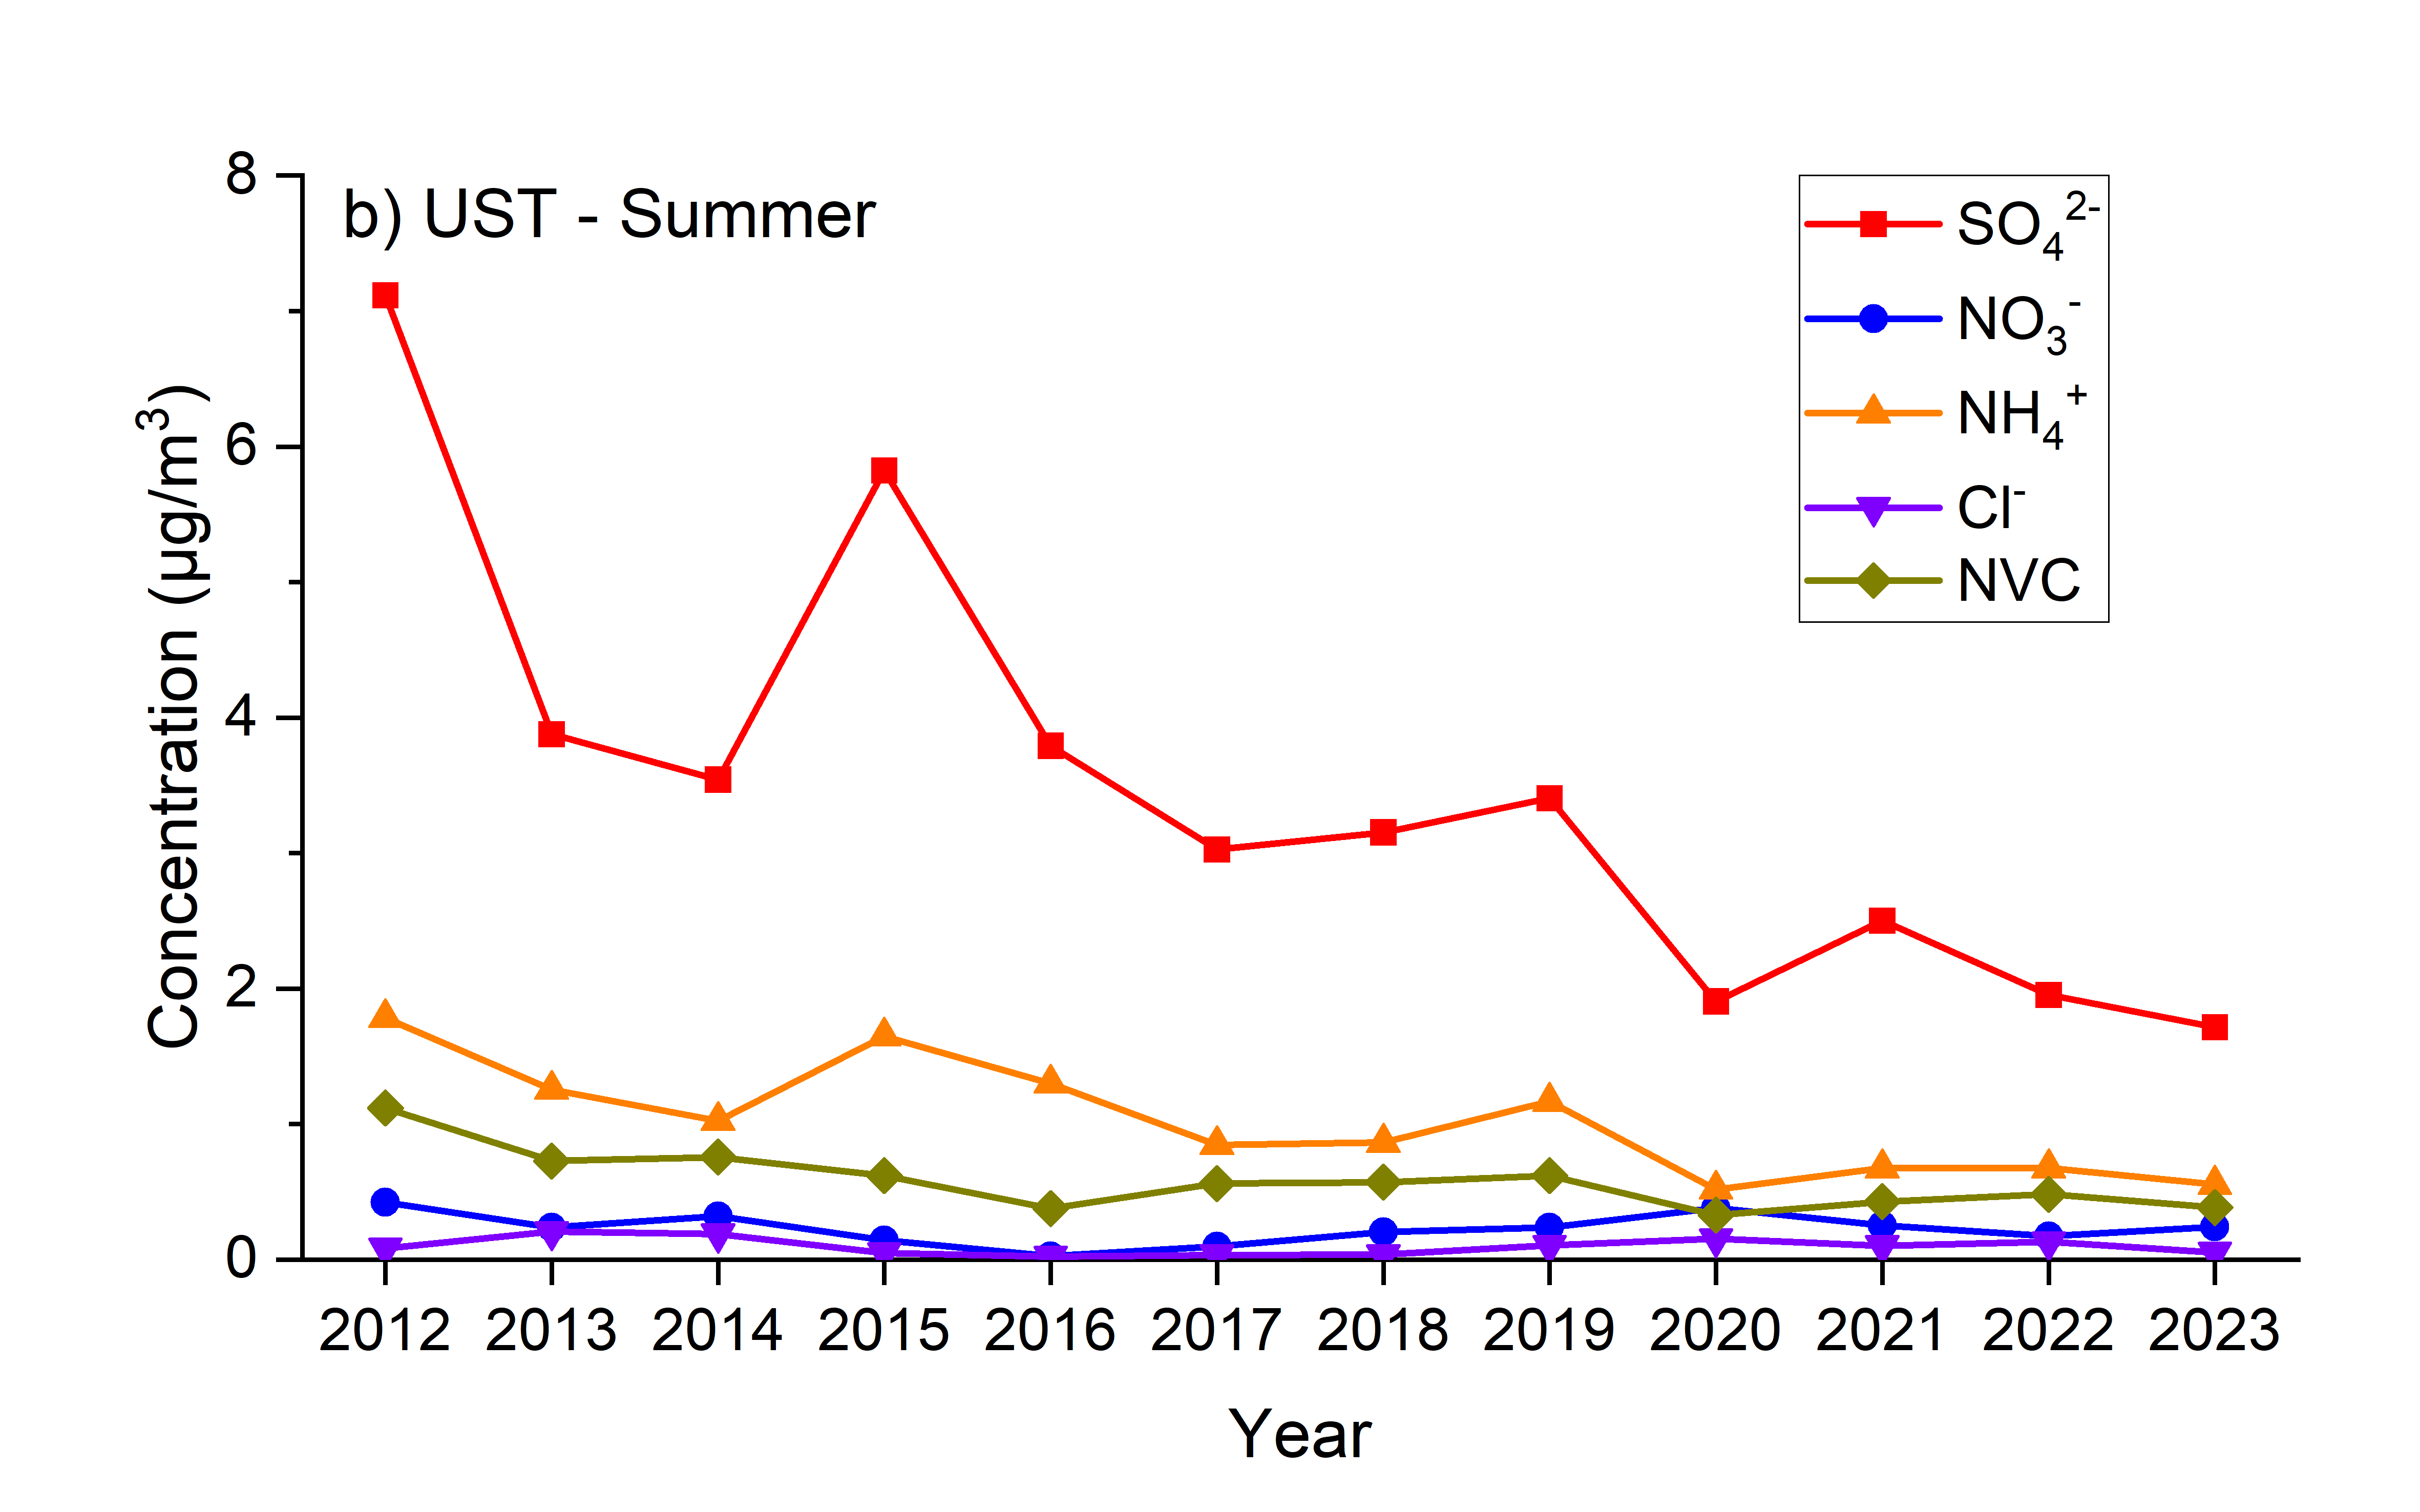 b) UST - Summer
SO₄²⁻
NO₃⁻
NH₄⁺
Cl⁻
NVC
Concentration (µg/m³)
8
6
4
2
0
2012 2013 2014 2015 2016 2017 2018 2019 2020 2021 2022 2023
Year